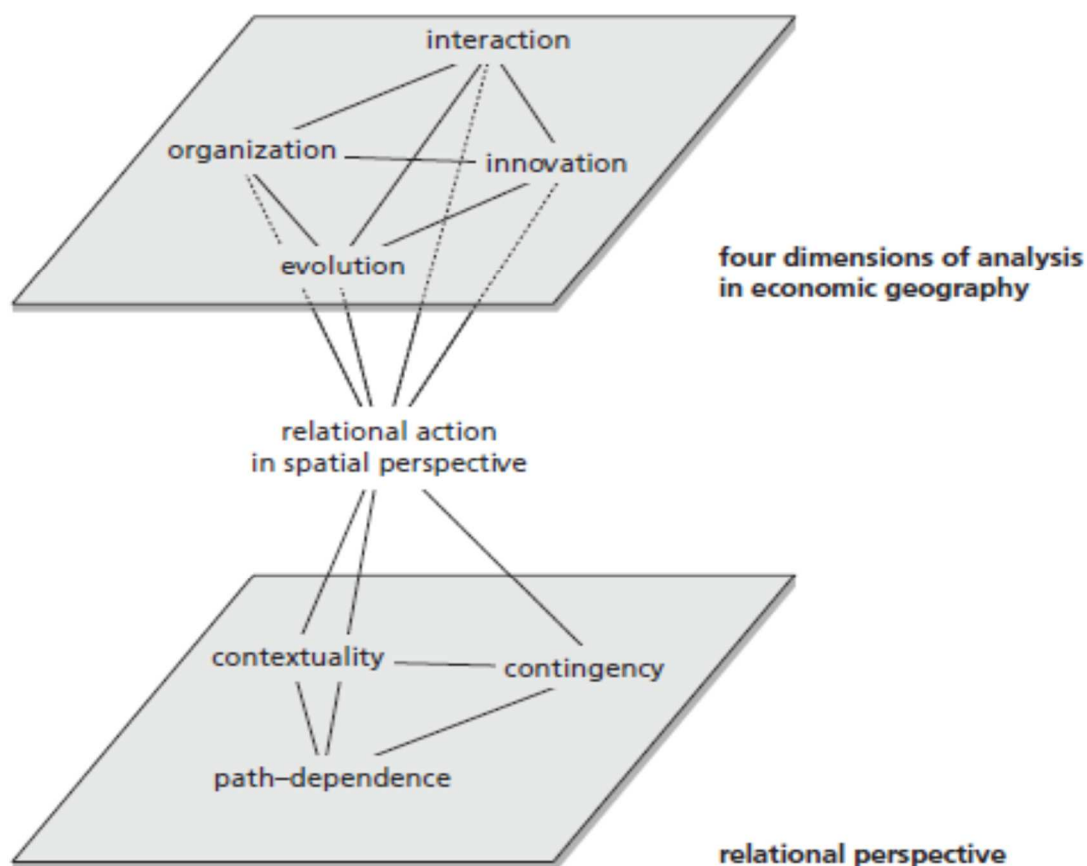 interaction
organization
innovation
evolution
four dimensions of analysis
in economic geography
relational action
in spatial perspective
contextuality
contingency
path–dependence
relational perspective